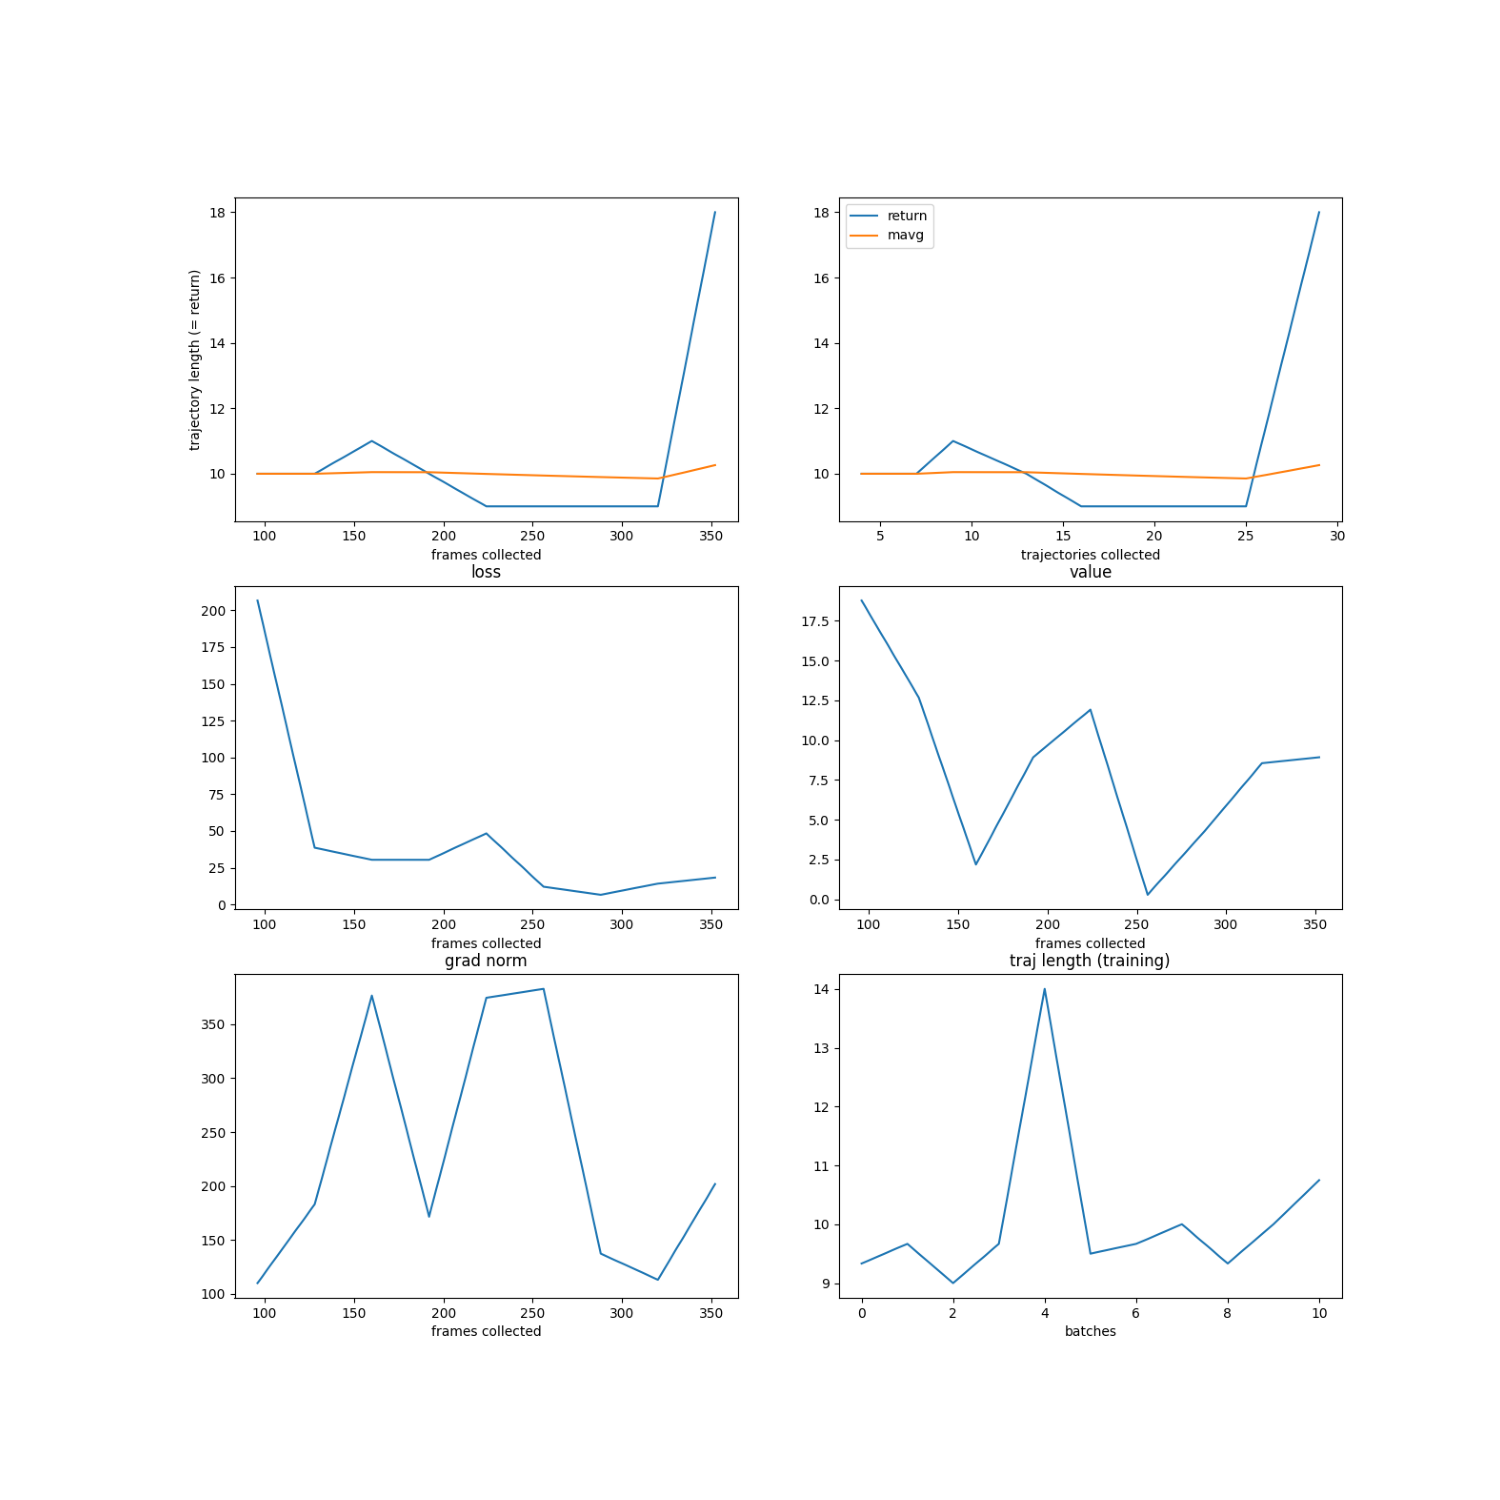 18
16
14
12
10
trajectory length (= return)
100 150 200 250 300 350
frames collected
return
mavg
18
16
14
12
10
5 10 15 20 25 30
trajectories collected
loss
200
175
150
125
100
75
50
25
0
100 150 200 250 300 350
frames collected
value
17.5
15.0
12.5
10.0
7.5
5.0
2.5
0.0
100 150 200 250 300 350
frames collected
grad norm
350
300
250
200
150
100
100 150 200 250 300 350
frames collected
traj length (training)
14
13
12
11
10
9
0 2 4 6 8 10
batches